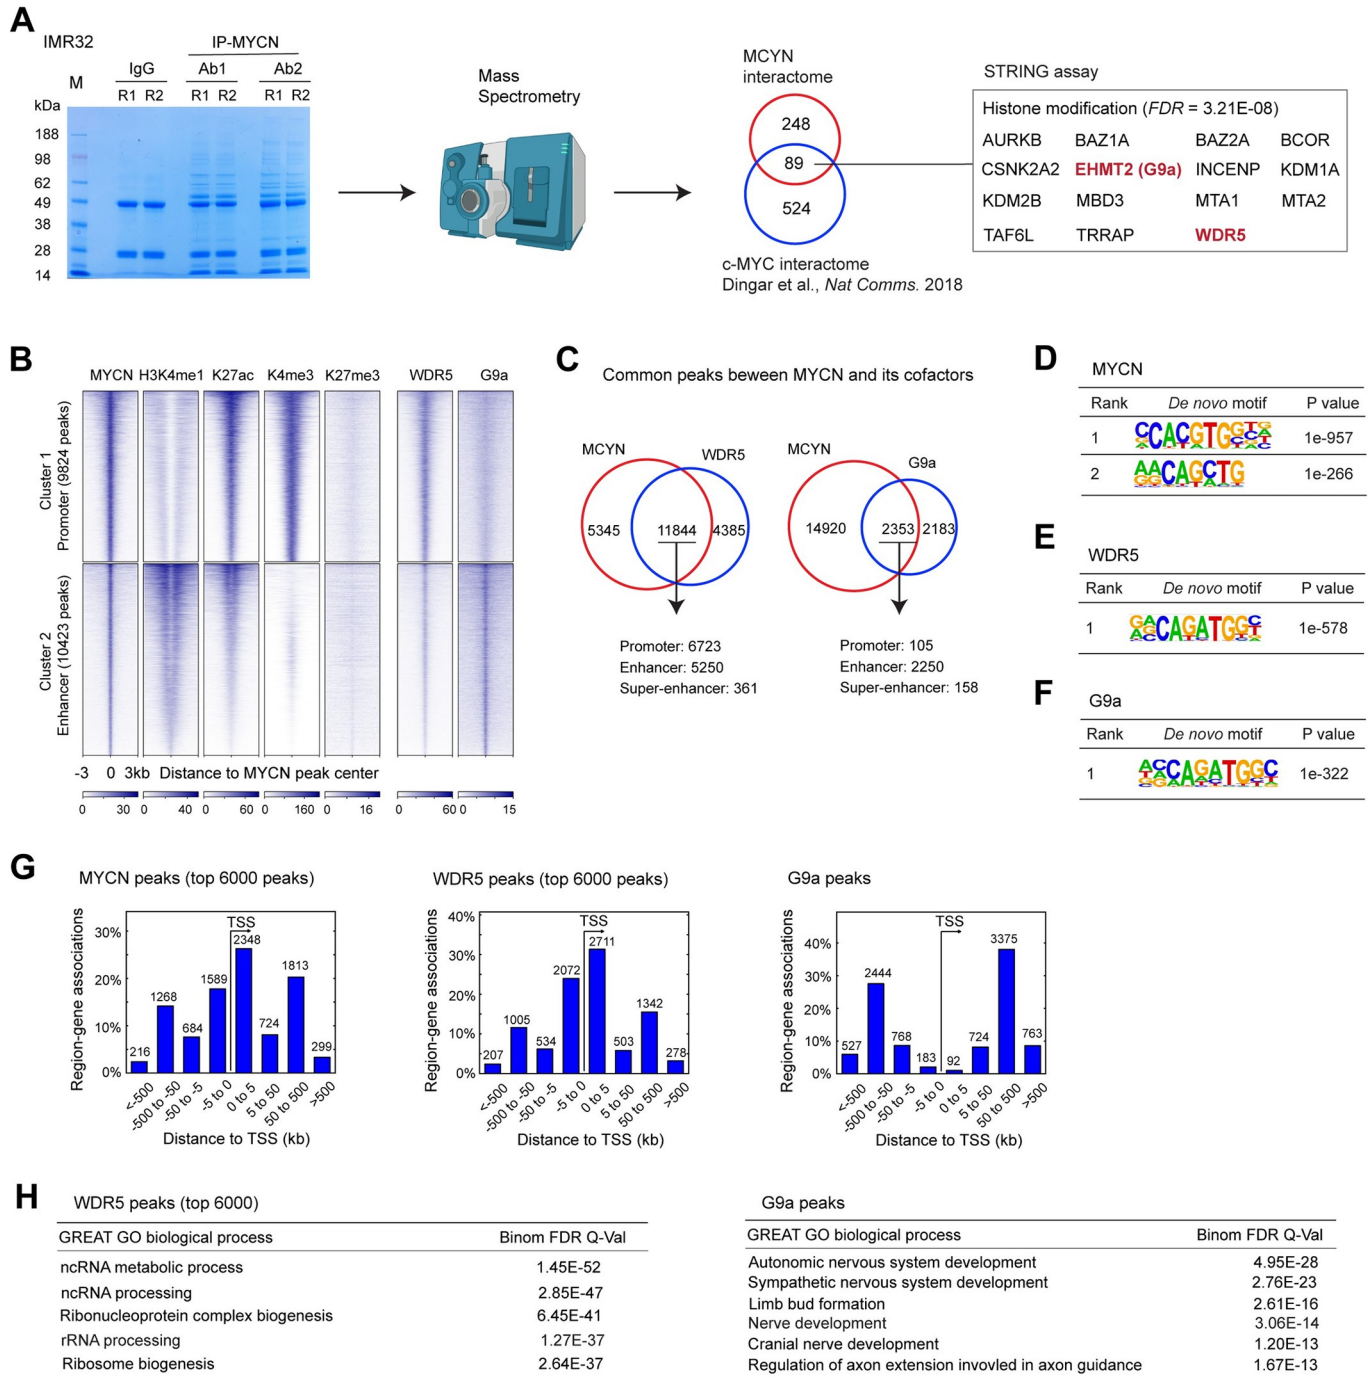 A
IMR32
IP-MYCN
M
IgG
Ab1
Ab2
R1 R2
R1 R2
R1 R2
kDa
188
98
62
49
38
28
14
Mass
Spectrometry
MCYN
interactome
248
89
524
c-MYC interactome
Dingar et al., Nat Comms. 2018
STRING assay
Histone modification (FDR = 3.21E-08)
AURKB BAZ1A BAZ2A BCOR
CSNK2A2 EHMT2 (G9a) INCENP KDM1A
KDM2B MBD3 MTA1 MTA2
TAF6L TRRAP WDR5
B
MYCN H3K4me1 K27ac K4me3 K27me3 WDR5 G9a
Cluster 1
Promoter (9824 peaks)
Cluster 2
Enhancer (10423 peaks)
-3 0 3kb Distance to MYCN peak center
0 30 0 40 0 60 0 160 0 16 0 60 0 15
C
Common peaks beween MYCN and its cofactors
MCYN
WDR5
5345 11844 4385
Promoter: 6723
Enhancer: 5250
Super-enhancer: 361
MCYN
G9a
14920 2353 2183
Promoter: 105
Enhancer: 2250
Super-enhancer: 158
D
MYCN
Rank De novo motif P value
1 CCACGTGG 1e-957
2 CAGCTG 1e-266
E
WDR5
Rank De novo motif P value
1 CAGATGG 1e-578
F
G9a
Rank De novo motif P value
1 CAGATGG 1e-322
G
MYCN peaks (top 6000 peaks)
Region-gene associations
30%
20%
10%
0%
TSS
216 1268 684 1589 2348 724 1813 299
<-500 -500 to -50 -50 to -5 -5 to 0 0 to 5 5 to 50 50 to 500 >500
Distance to TSS (kb)
WDR5 peaks (top 6000 peaks)
Region-gene associations
40%
30%
20%
10%
0%
TSS
207 1005 534 2072 2711 503 1342 278
<-500 -500 to -50 -50 to -5 -5 to 0 0 to 5 5 to 50 50 to 500 >500
Distance to TSS (kb)
G9a peaks
Region-gene associations
40%
30%
20%
10%
0%
TSS
527 2444 768 183 92 724 3375 763
<-500 -500 to -50 -50 to -5 -5 to 0 0 to 5 5 to 50 50 to 500 >500
Distance to TSS (kb)
H
WDR5 peaks (top 6000)
GREAT GO biological process Binom FDR Q-Val
ncRNA metabolic process 1.45E-52
ncRNA processing 2.85E-47
Ribonucleoprotein complex biogenesis 6.45E-41
rRNA processing 1.27E-37
Ribosome biogenesis 2.64E-37
G9a peaks
GREAT GO biological process Binom FDR Q-Val
Autonomic nervous system development 4.95E-28
Sympathetic nervous system development 2.76E-23
Limb bud formation 2.61E-16
Nerve development 3.06E-14
Cranial nerve development 1.20E-13
Regulation of axon extension invovled in axon guidance 1.67E-13